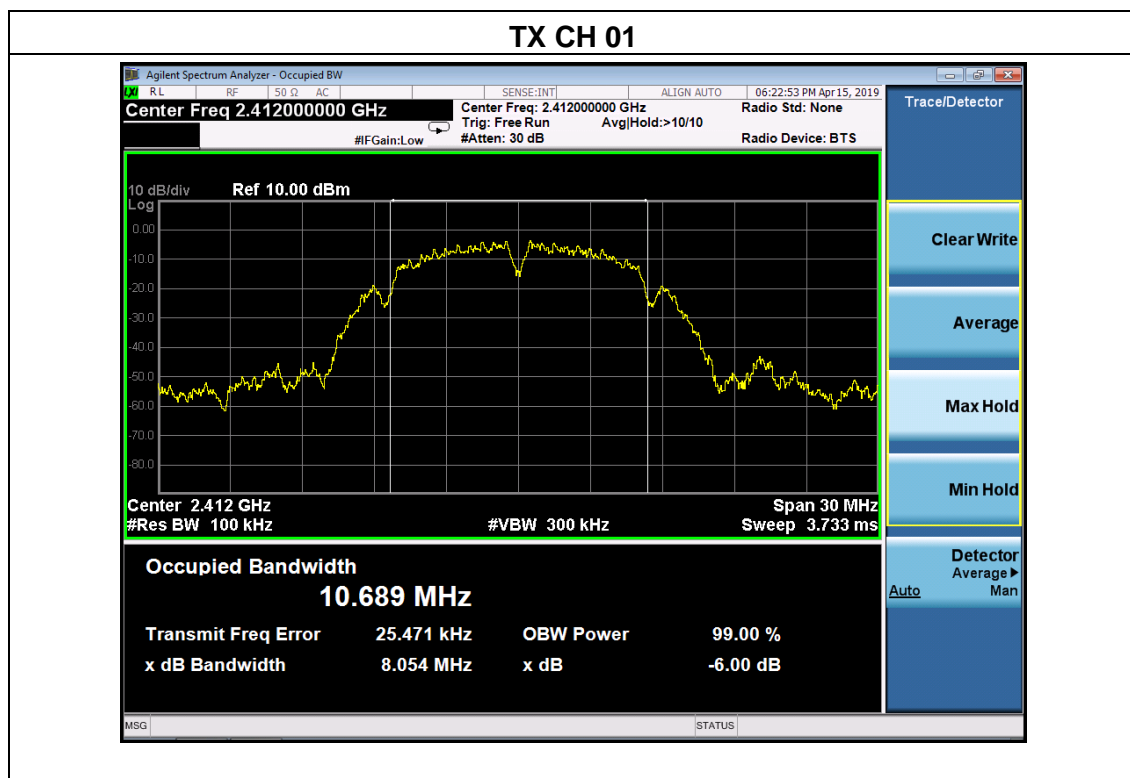 TX CH 01
Agilent Spectrum Analyzer - Occupied BW
LXI RL RF 50 Ω AC SENSE:INT ALIGN AUTO 06:22:53 PM Apr 15, 2019
Center Freq 2.412000000 GHz
Center Freq: 2.412000000 GHz
Radio Std: None
Trig: Free Run Avg|Hold:>10/10
#IFGain:Low
#Atten: 30 dB
Radio Device: BTS
Trace/Detector
10 dB/div Ref 10.00 dBm
Log
0.00
-10.0
-20.0
-30.0
-40.0
-50.0
-60.0
-70.0
-80.0
Center 2.412 GHz Span 30 MHz
#Res BW 100 kHz #VBW 300 kHz Sweep 3.733 ms
Clear Write
Average
Max Hold
Min Hold
Detector
Average▶
Auto Man
Occupied Bandwidth
10.689 MHz
Transmit Freq Error 25.471 kHz OBW Power 99.00 %
x dB Bandwidth 8.054 MHz x dB -6.00 dB
MSG STATUS